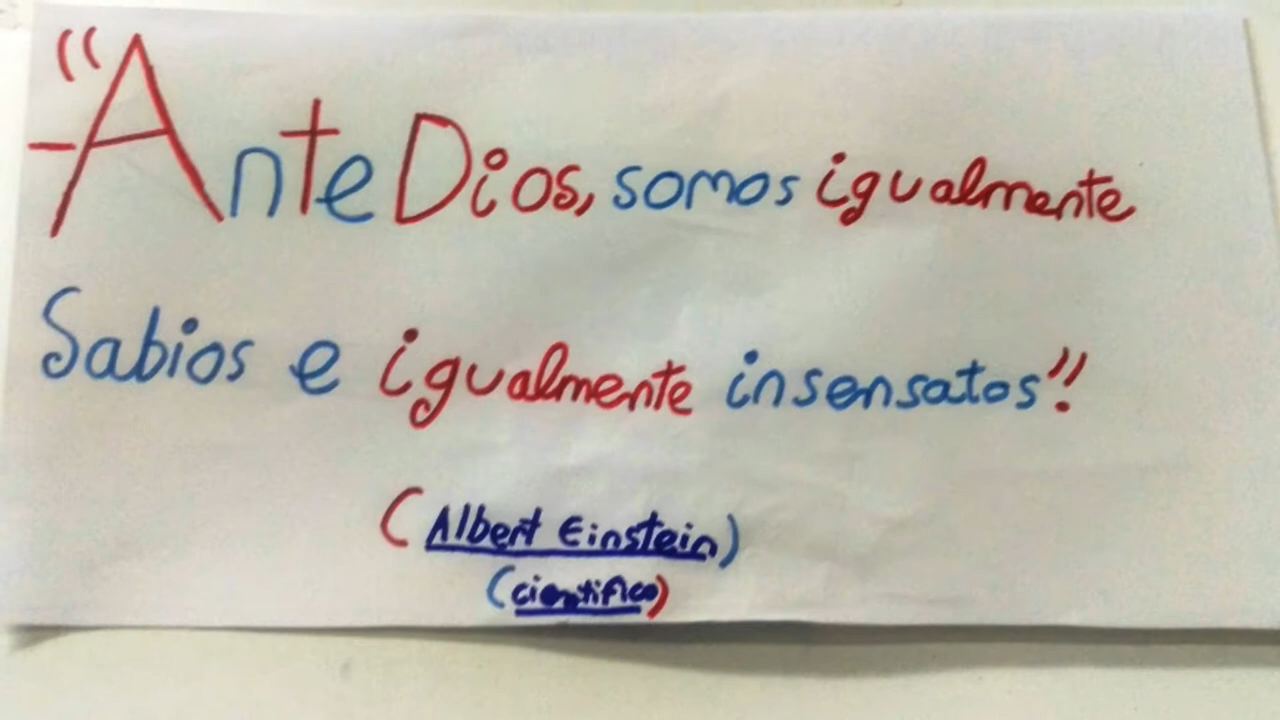 "Ante Dios, somos igualmente
Sabios e igualmente insensatos"!
(Albert Einstein)
(científico)